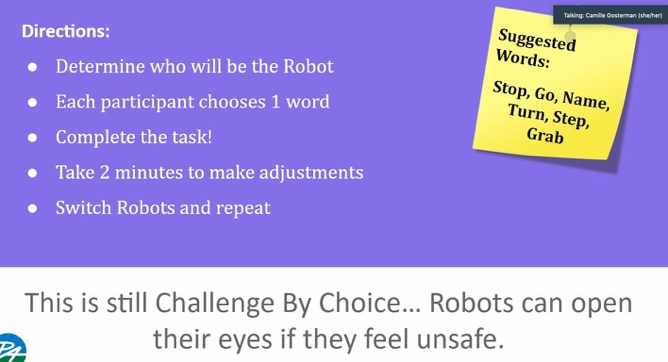 Talking: Camille Oosterman (she/her)
Directions:
● Determine who will be the Robot
● Each participant chooses 1 word
● Complete the task!
● Take 2 minutes to make adjustments
● Switch Robots and repeat
Suggested
Words:
Stop, Go, Name,
Turn, Step,
Grab
This is still Challenge By Choice... Robots can open
their eyes if they feel unsafe.
PA